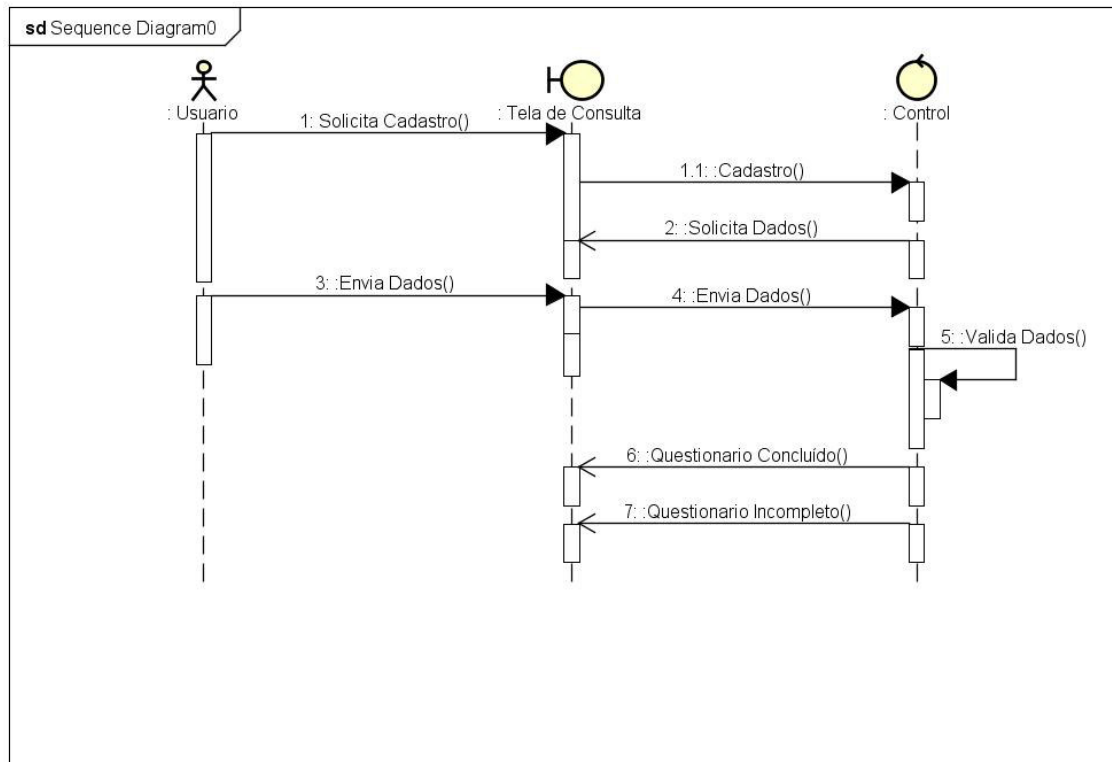 sd Sequence Diagram0
: Usuario
: Tela de Consulta
: Control
1: Solicita Cadastro()
1.1: :Cadastro()
2: :Solicita Dados()
3: :Envia Dados()
4: :Envia Dados()
5: :Valida Dados()
6: :Questionario Concluído()
7: :Questionario Incompleto()